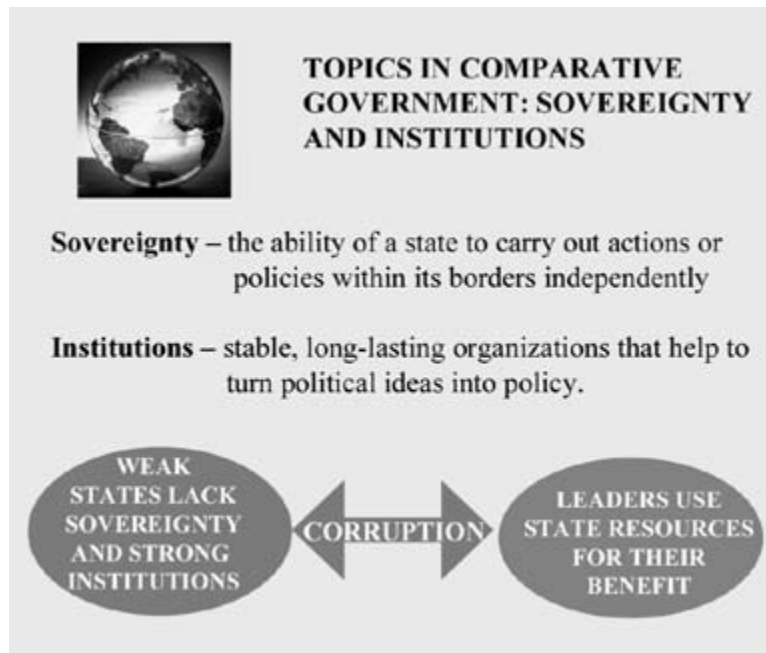 TOPICS IN COMPARATIVE
GOVERNMENT: SOVEREIGNTY
AND INSTITUTIONS
Sovereignty – the ability of a state to carry out actions or
policies within its borders independently
Institutions – stable, long-lasting organizations that help to
turn political ideas into policy.
WEAK
STATES LACK
SOVEREIGNTY
AND STRONG
INSTITUTIONS
CORRUPTION
LEADERS USE
STATE RESOURCES
FOR THEIR
BENEFIT